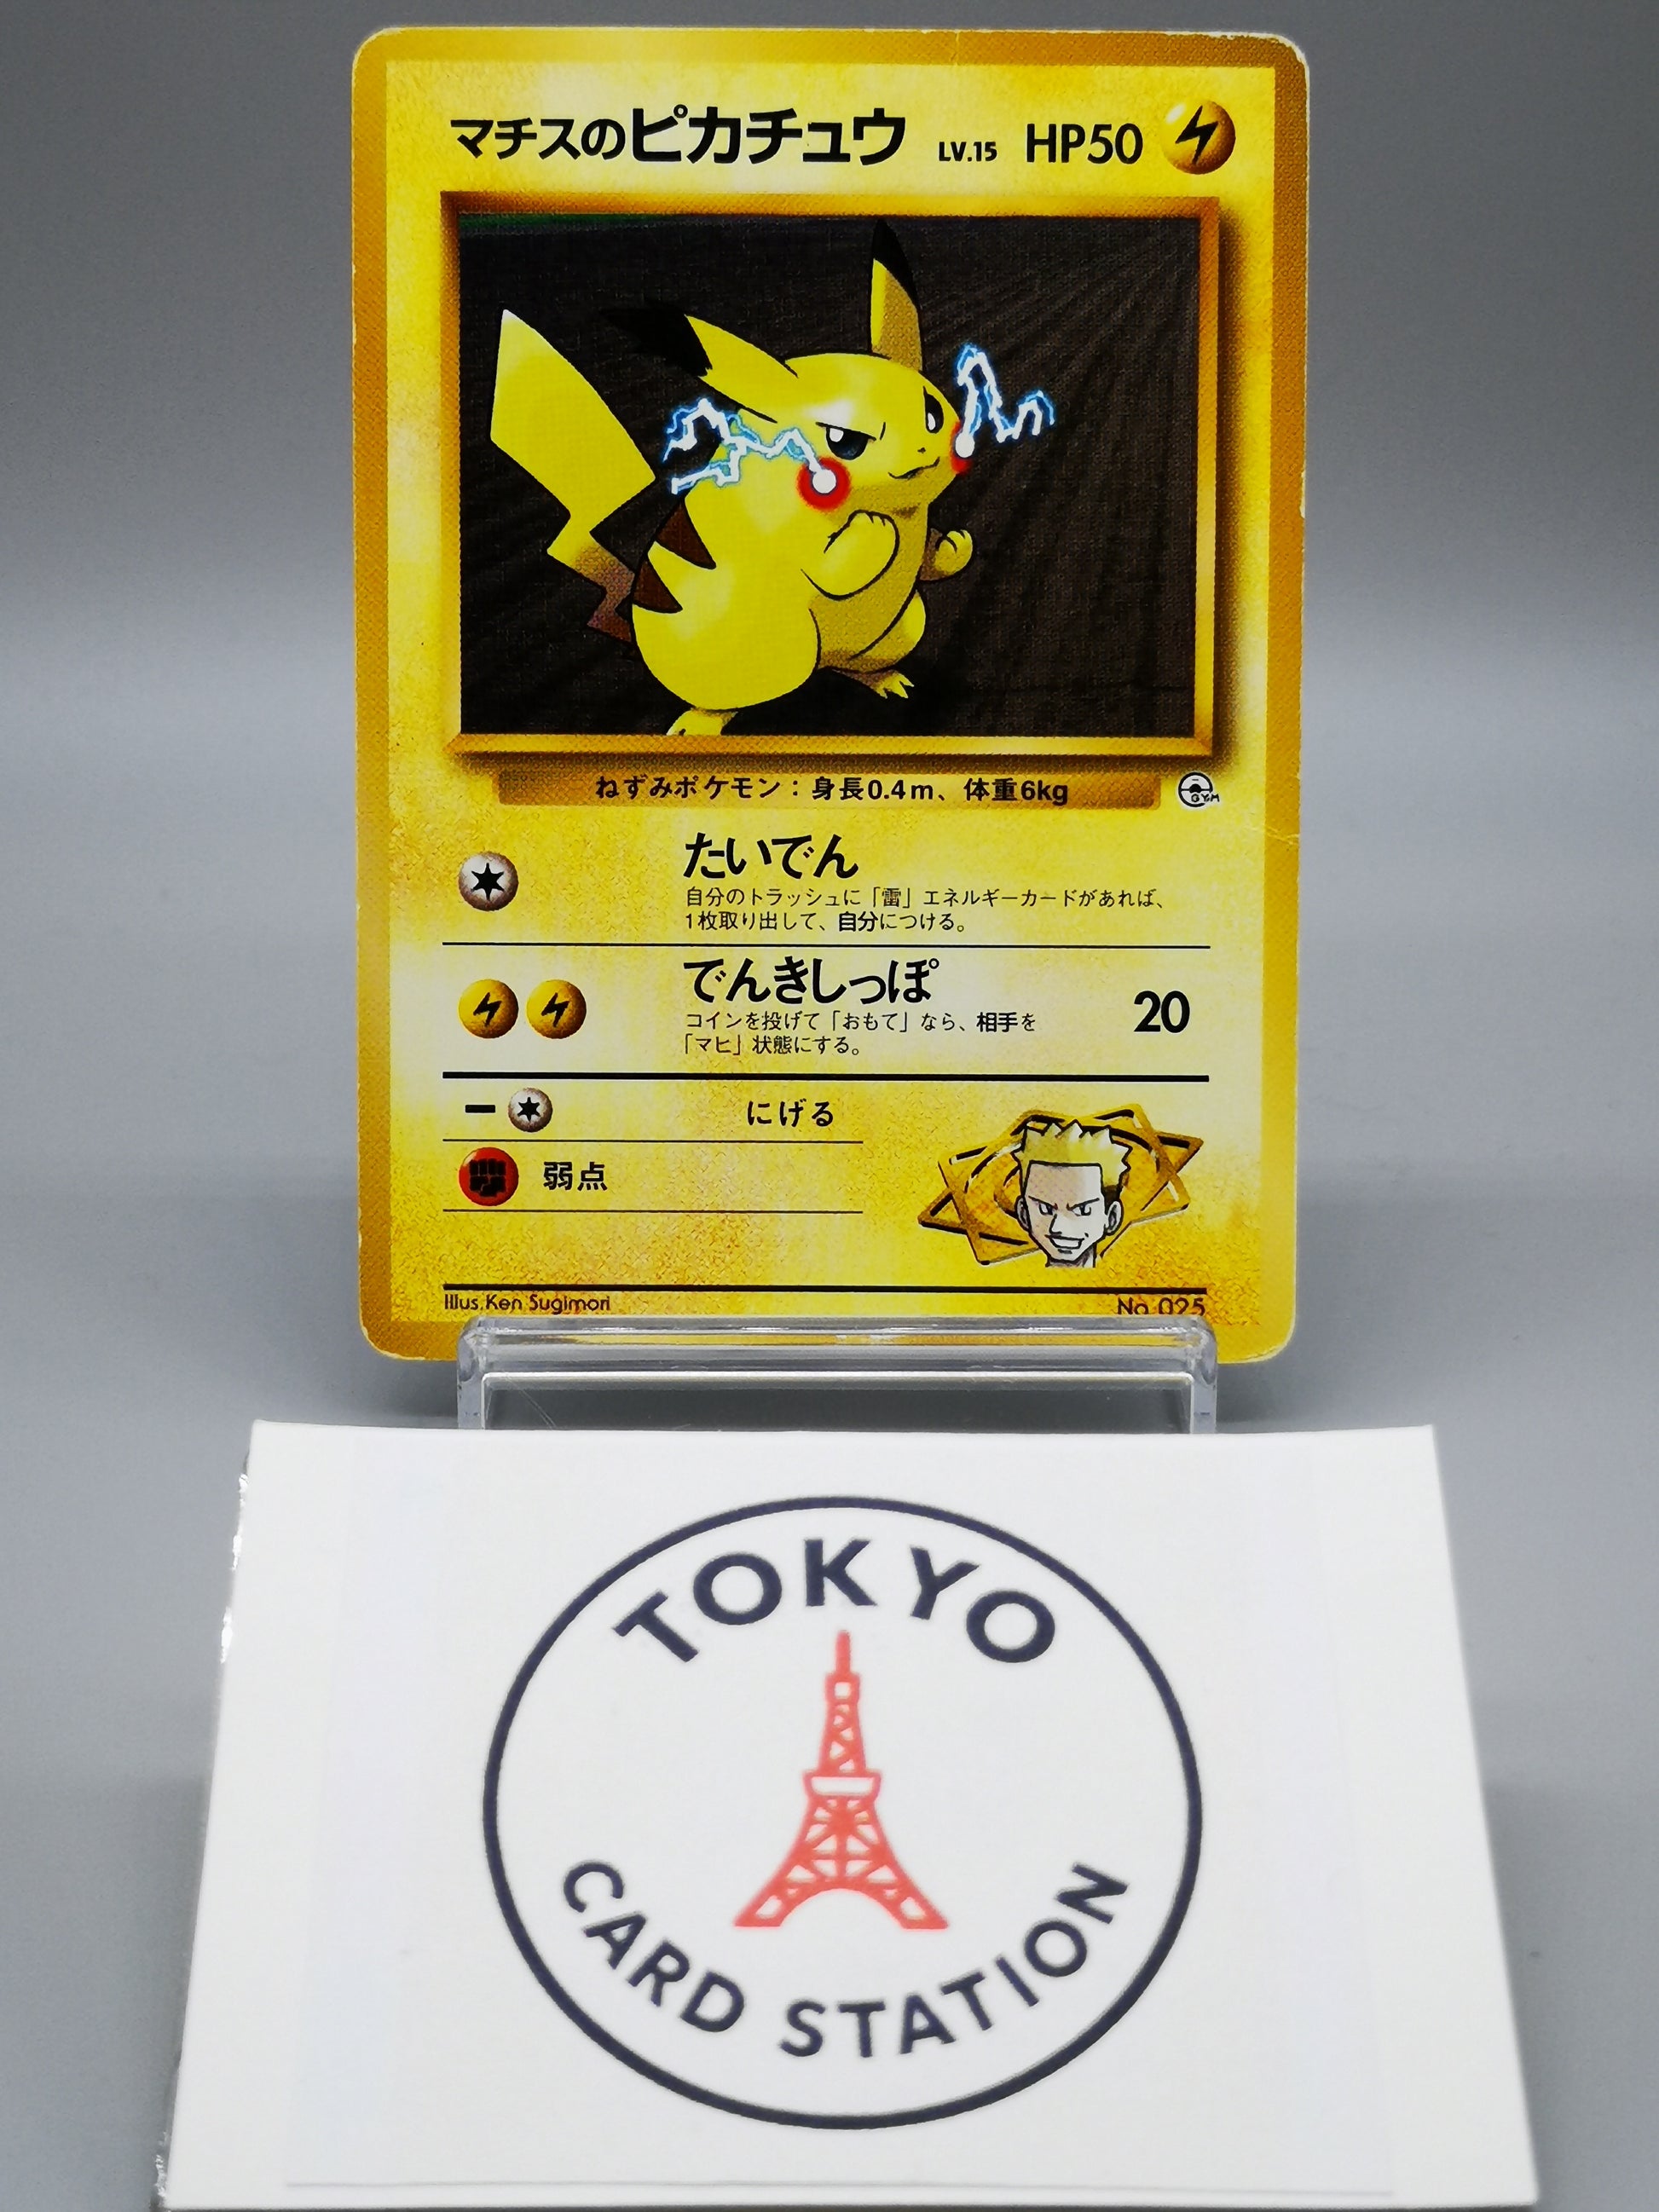 マチスのピカチュウ LV.15 HP50
ねずみポケモン：身長0.4m、体重6kg
GYM
たいでん
自分のトラッシュに「雷」エネルギーカードがあれば、
1枚取り出して、自分につける。
でんきしっぽ 20
コインを投げて「おもて」なら、相手を
「マヒ」状態にする。
にげる
弱点
Illus. Ken Sugimori No. 025
TOKYO
CARD STATION